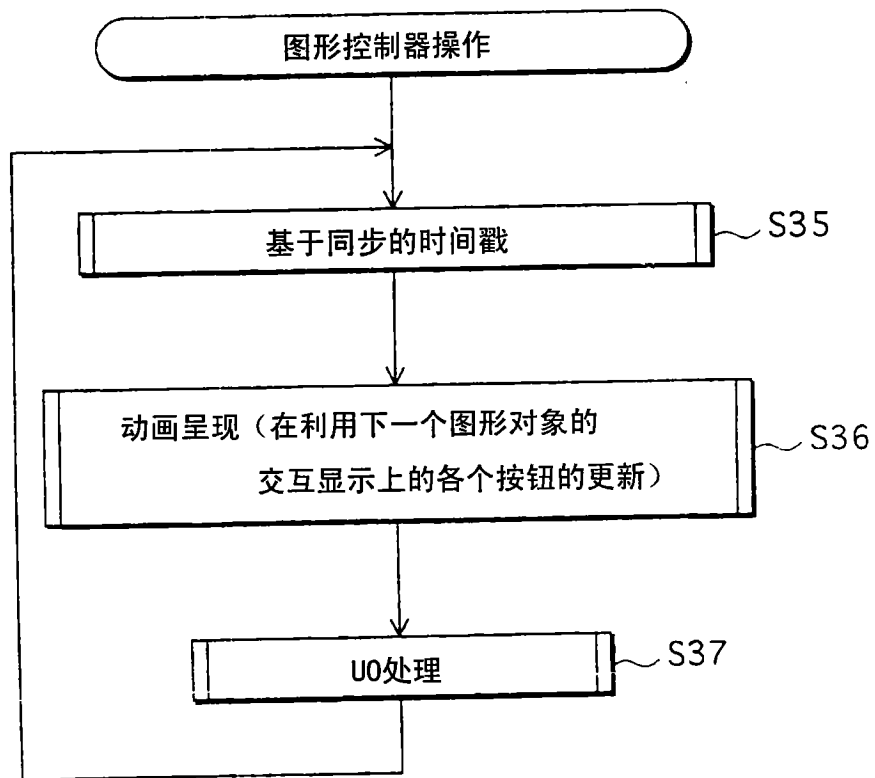 图形控制器操作
基于同步的时间戳
S35
动画呈现（在利用下一个图形对象的
交互显示上的各个按钮的更新）
S36
UO处理
S37